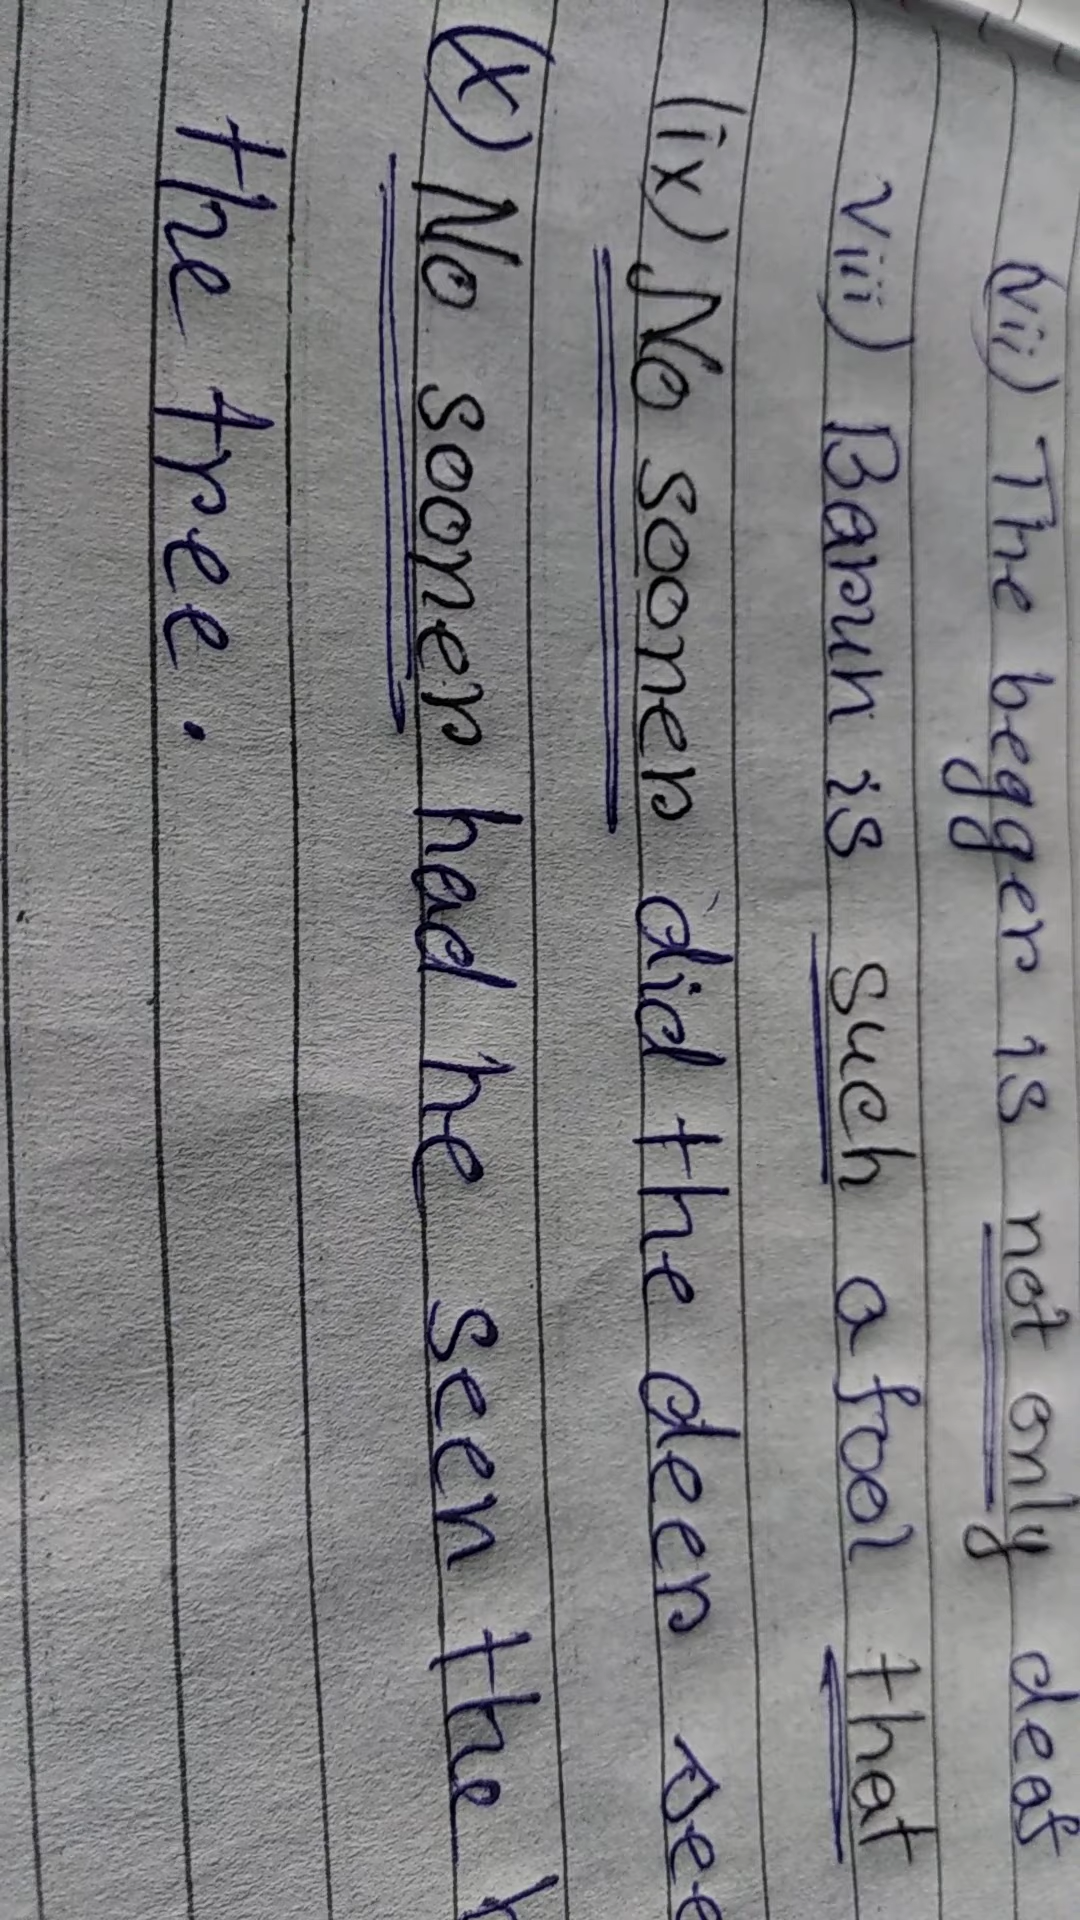 (vii) The begger is not only deaf
viii) Barun is such a fool that
(ix) No sooner did the deer
(x) No sooner had he seen the
the tree.